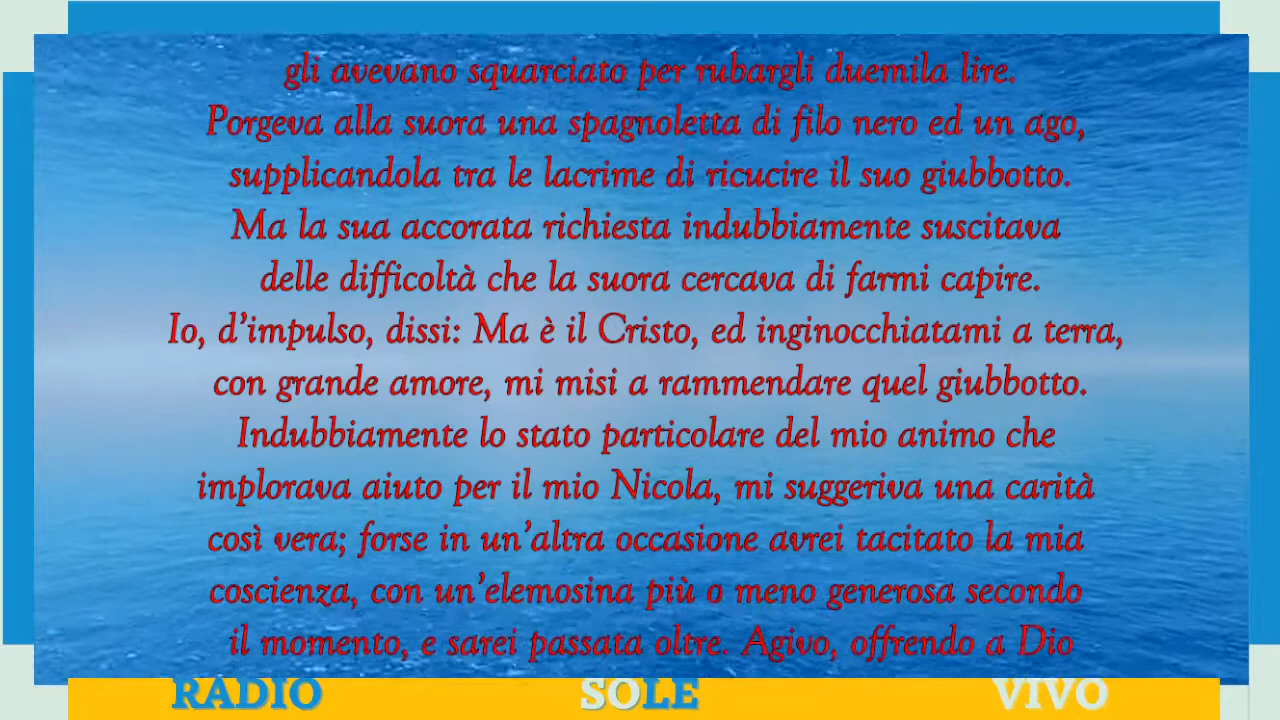 gli avevano squarciato per rubargli duemila lire.
Porgeva alla suora una spagnoletta di filo nero ed un ago,
supplicandola tra le lacrime di ricucire il suo giubbotto.
Ma la sua accorata richiesta indubbiamente suscitava
delle difficoltà che la suora cercava di farmi capire.
Io, d’impulso, dissi: Ma è il Cristo, ed inginocchiatami a terra,
con grande amore, mi misi a rammendare quel giubbotto.
Indubbiamente lo stato particolare del mio animo che
implorava aiuto per il mio Nicola, mi suggeriva una carità
così vera; forse in un’altra occasione avrei tacitato la mia
coscienza, con un’elemosina più o meno generosa secondo
il momento, e sarei passata oltre. Agivo, offrendo a Dio
RADIO SOLE VIVO